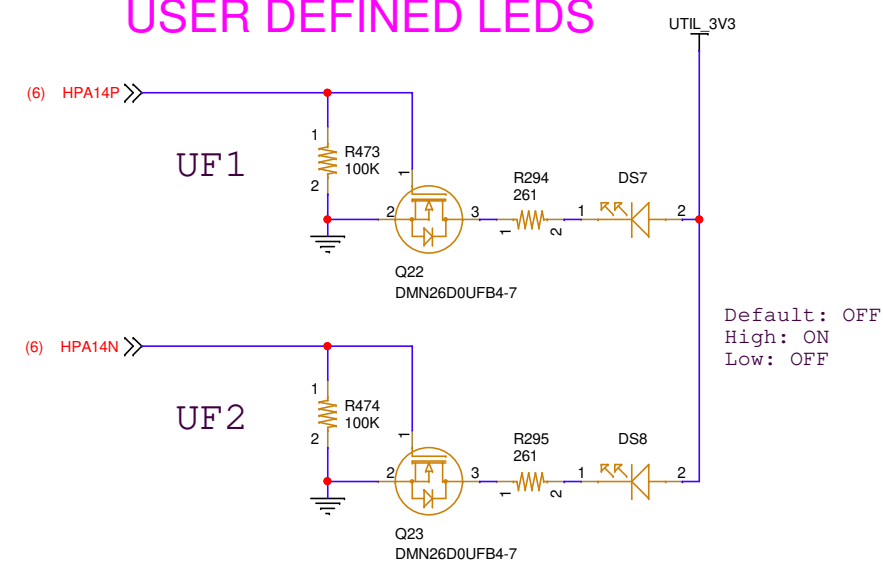 USER DEFINED LEDS
UTIL_3V3
(6) HPA14P
1
R473
100K
2
UF1
1
2
3
Q22
DMN26D0UFB4-7
R294
261
1
2
DS7
1
2
Default: OFF
High: ON
Low: OFF
(6) HPA14N
1
R474
100K
2
UF2
1
2
3
Q23
DMN26D0UFB4-7
R295
261
1
2
DS8
1
2